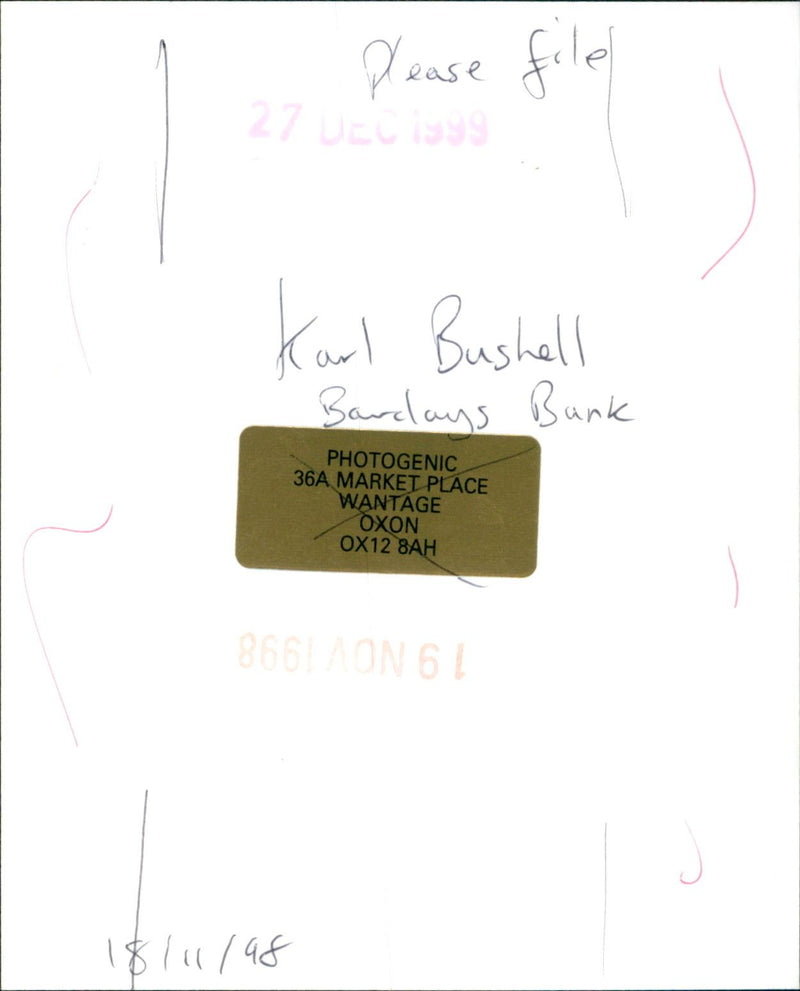 Please file
27 DEC 1999
Karl Bushell
Barclays Bank
PHOTOGENIC
36A MARKET PLACE
WANTAGE
OXON
OX12 8AH
19 NOV 1998
18/11/98